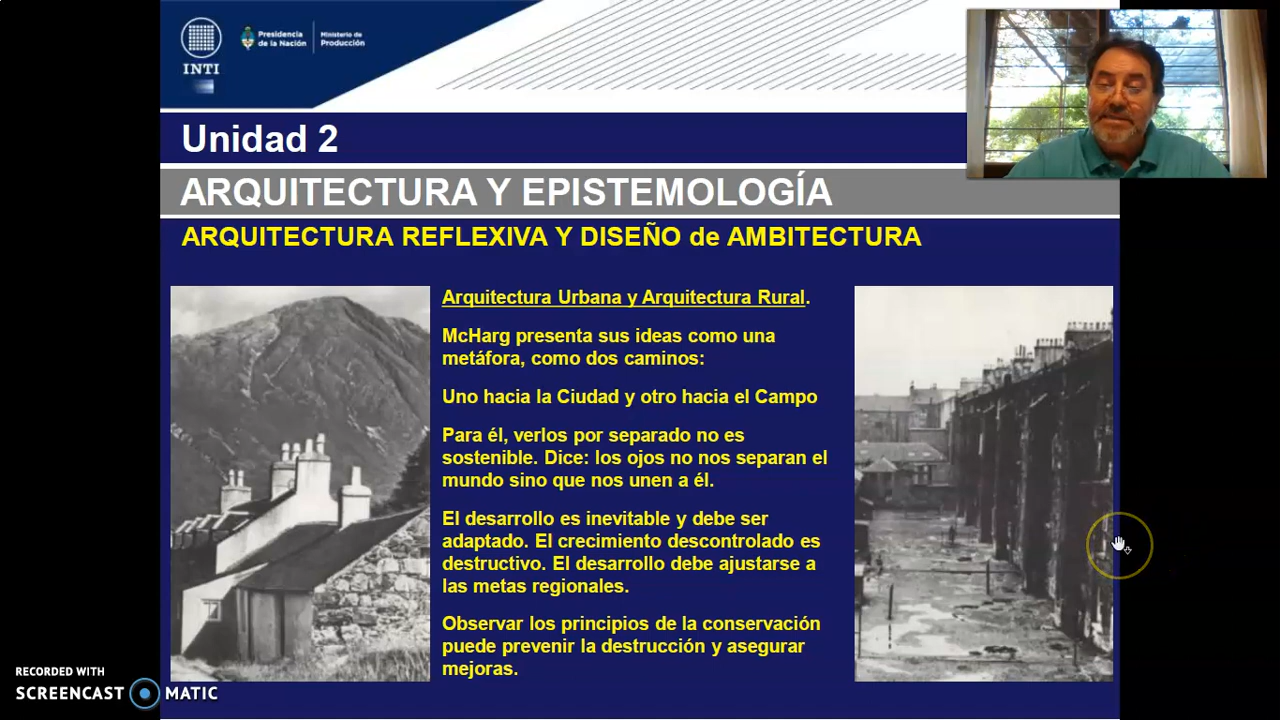 INTI
Presidencia
de la Nación
Ministerio de
Producción
Unidad 2
ARQUITECTURA Y EPISTEMOLOGÍA
ARQUITECTURA REFLEXIVA Y DISEÑO de AMBITECTURA
Arquitectura Urbana y Arquitectura Rural.
McHarg presenta sus ideas como una
metáfora, como dos caminos:
Uno hacia la Ciudad y otro hacia el Campo
Para él, verlos por separado no es
sostenible. Dice: los ojos no nos separan el
mundo sino que nos unen a él.
El desarrollo es inevitable y debe ser
adaptado. El crecimiento descontrolado es
destructivo. El desarrollo debe ajustarse a
las metas regionales.
Observar los principios de la conservación
puede prevenir la destrucción y asegurar
mejoras.
RECORDED WITH
SCREENCAST MATIC